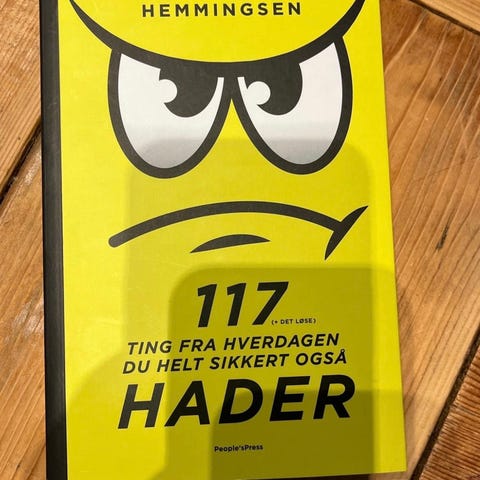 HEMMINGSEN
117
(+ DET LØSE)
TING FRA HVERDAGEN
DU HELT SIKKERT OGSÅ
HADER
People'sPress